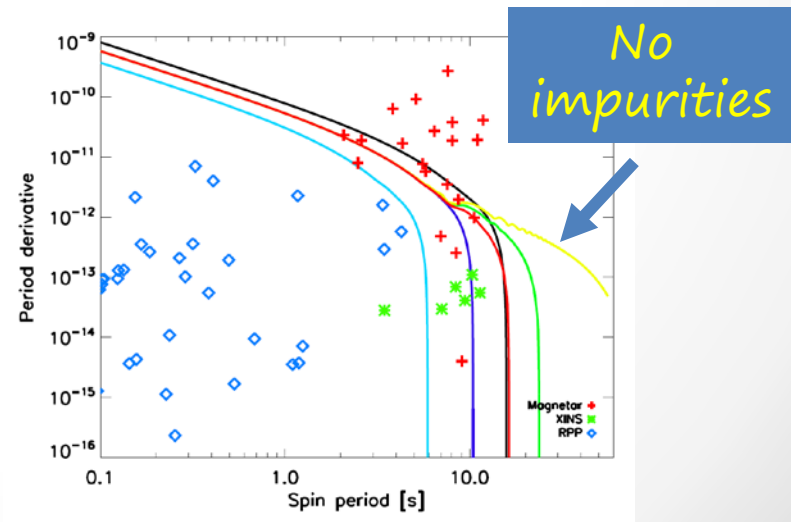 No
impurities
10⁻⁹
10⁻¹⁰
10⁻¹¹
10⁻¹²
10⁻¹³
10⁻¹⁴
10⁻¹⁵
10⁻¹⁶
Period derivative
0.1
1.0
10.0
Spin period [s]
Magnetar
XINS
RPP